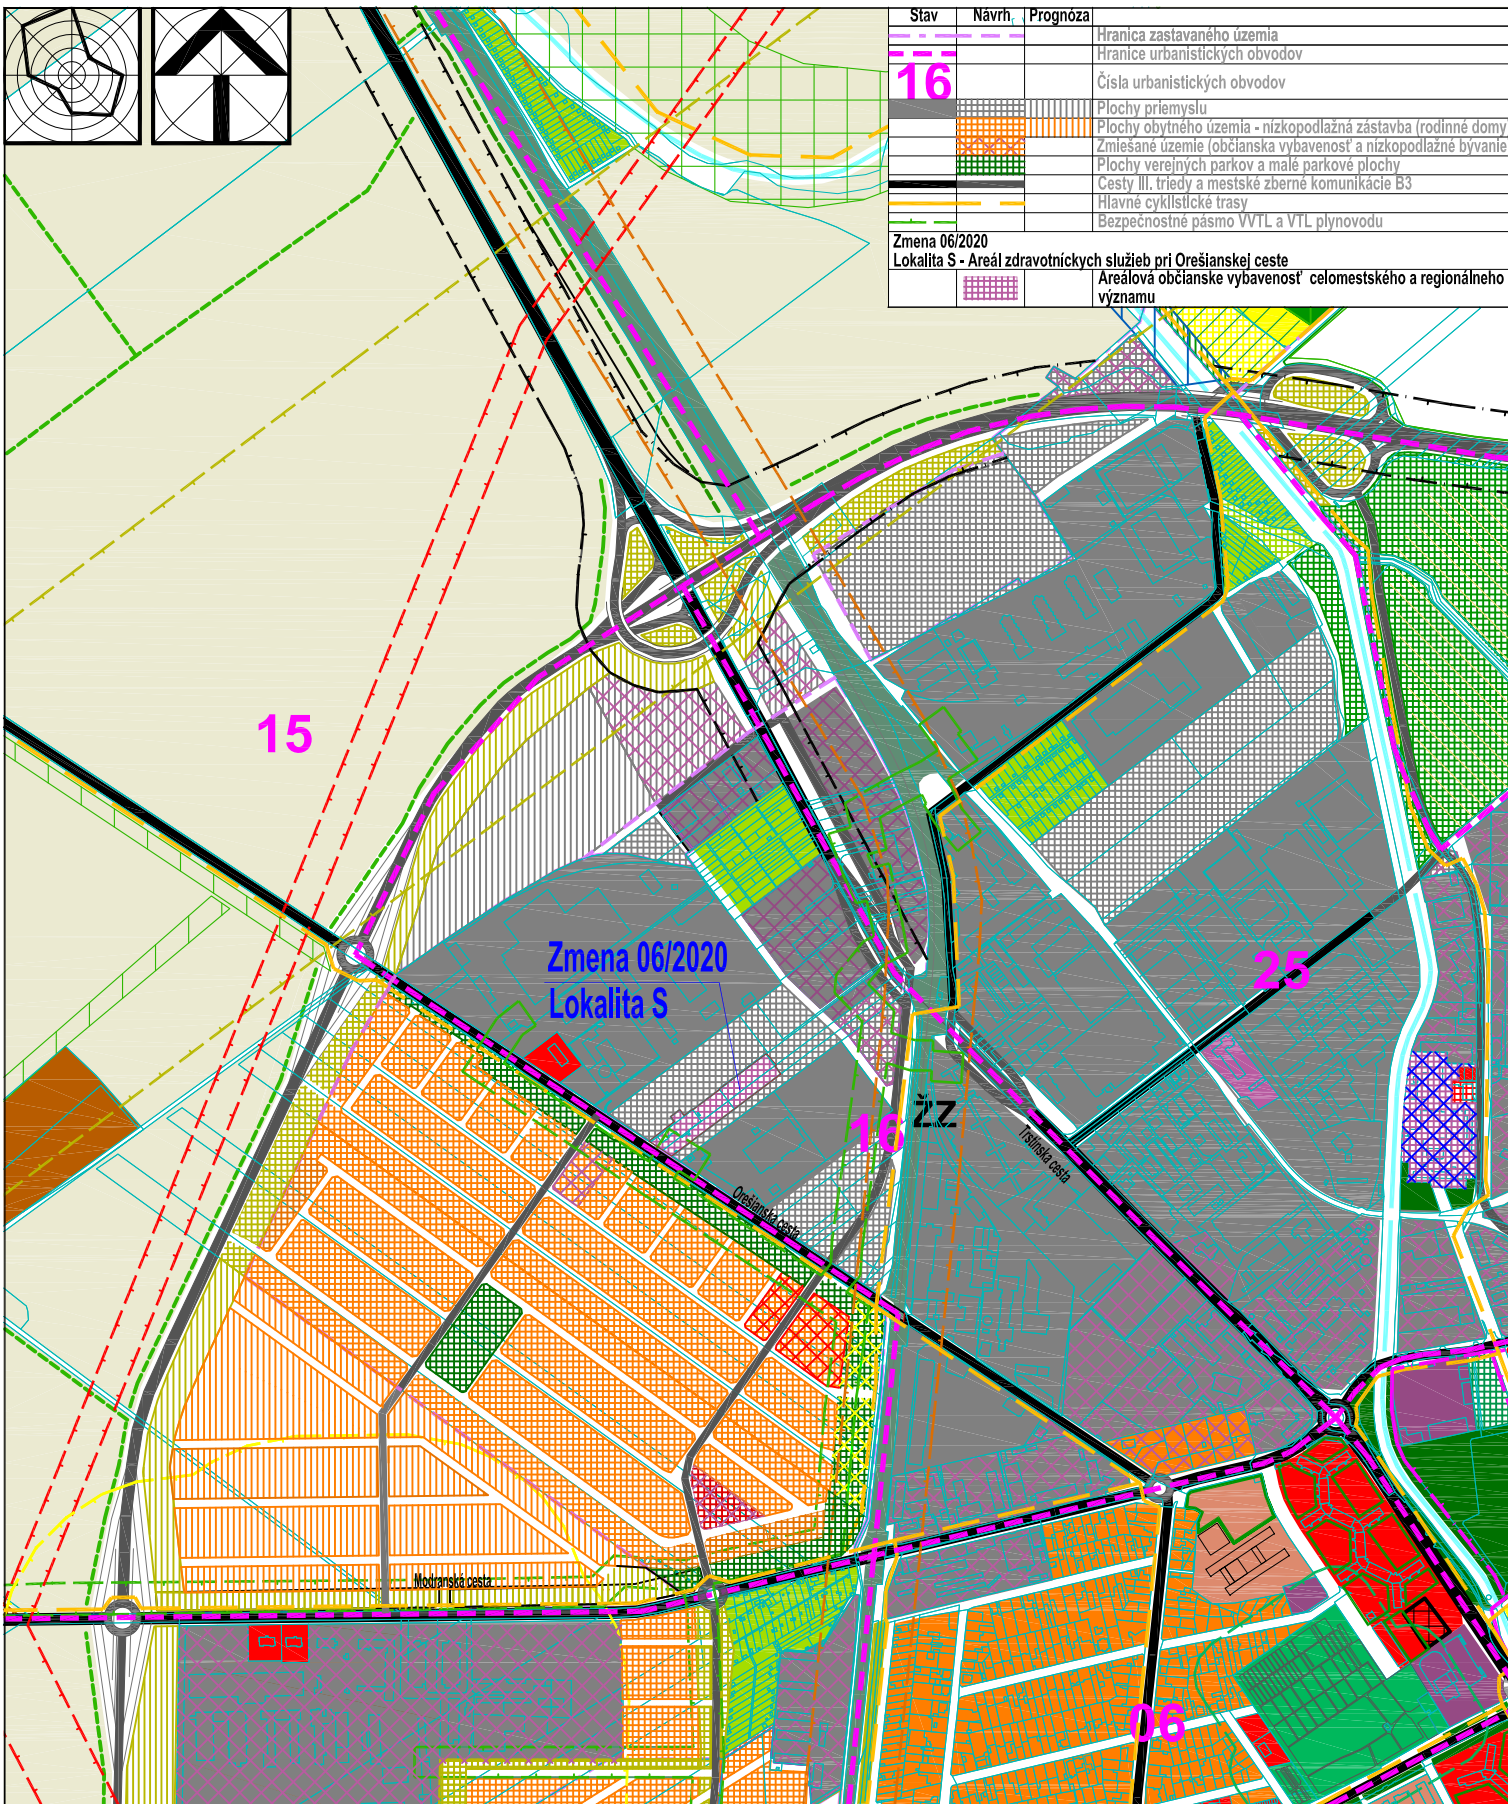 Stav Návrh Prognóza
Hranica zastavaného územia
Hranice urbanistických obvodov
16
Čísla urbanistických obvodov
Plochy priemyslu
Plochy obytného územia - nízkopodlažná zástavba (rodinné domy
Zmiešané územie (občianska vybavenosť a nízkopodlažné bývanie
Plochy verejných parkov a malé parkové plochy
Cesty III. triedy a mestské zberné komunikácie B3
Hlavné cyklistické trasy
Bezpečnostné pásmo VVTL a VTL plynovodu
Zmena 06/2020
Lokalita S - Areál zdravotníckych služieb pri Orešianskej ceste
Areálová občianske vybavenosť celomestského a regionálneho
významu
15
Zmena 06/2020
Lokalita S
25
16
ŽZ
Trstínska cesta
Orešianska cesta
Modranská cesta
06